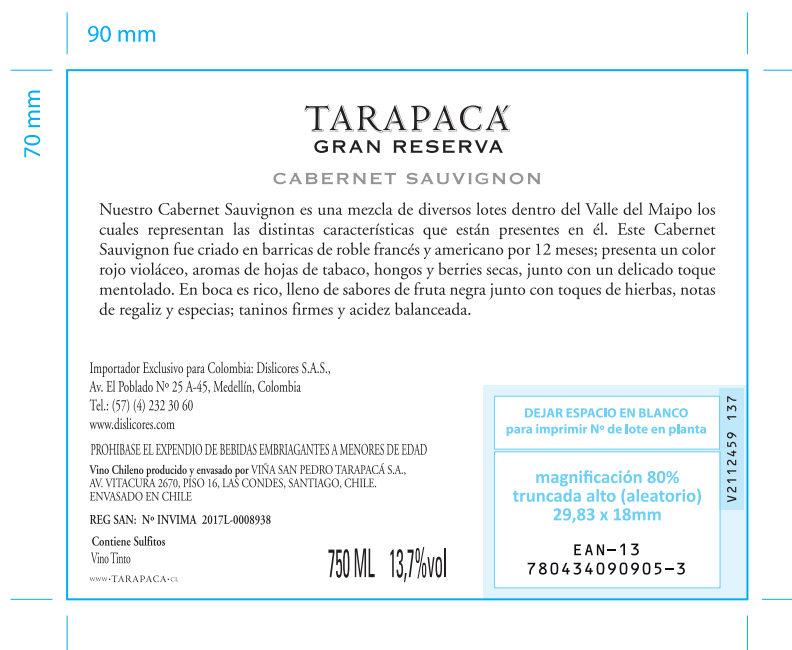 90 mm
70 mm
TARAPACÁ
GRAN RESERVA
CABERNET SAUVIGNON
Nuestro Cabernet Sauvignon es una mezcla de diversos lotes dentro del Valle del Maipo los
cuales representan las distintas características que están presentes en él. Este Cabernet
Sauvignon fue criado en barricas de roble francés y americano por 12 meses; presenta un color
rojo violáceo, aromas de hojas de tabaco, hongos y berries secas, junto con un delicado toque
mentolado. En boca es rico, lleno de sabores de fruta negra junto con toques de hierbas, notas
de regaliz y especias; taninos firmes y acidez balanceada.
Importador Exclusivo para Colombia: Dislicores S.A.S.,
Av. El Poblado Nº 25 A-45, Medellín, Colombia
Tel.: (57) (4) 232 30 60
www.dislicores.com
PROHIBASE EL EXPENDIO DE BEBIDAS EMBRIAGANTES A MENORES DE EDAD
Vino Chileno producido y envasado por VIÑA SAN PEDRO TARAPACÁ S.A.,
AV. VITACURA 2670, PISO 16, LAS CONDES, SANTIAGO, CHILE.
ENVASADO EN CHILE
REG SAN: Nº INVIMA 2017L-0008938
Contiene Sulfitos
Vino Tinto
www·TARAPACA·CL
750 ML 13,7%vol
DEJAR ESPACIO EN BLANCO
para imprimir Nº de lote en planta
magnificación 80%
truncada alto (aleatorio)
29,83 x 18mm
EAN-13
780434090905-3
V2112459 137